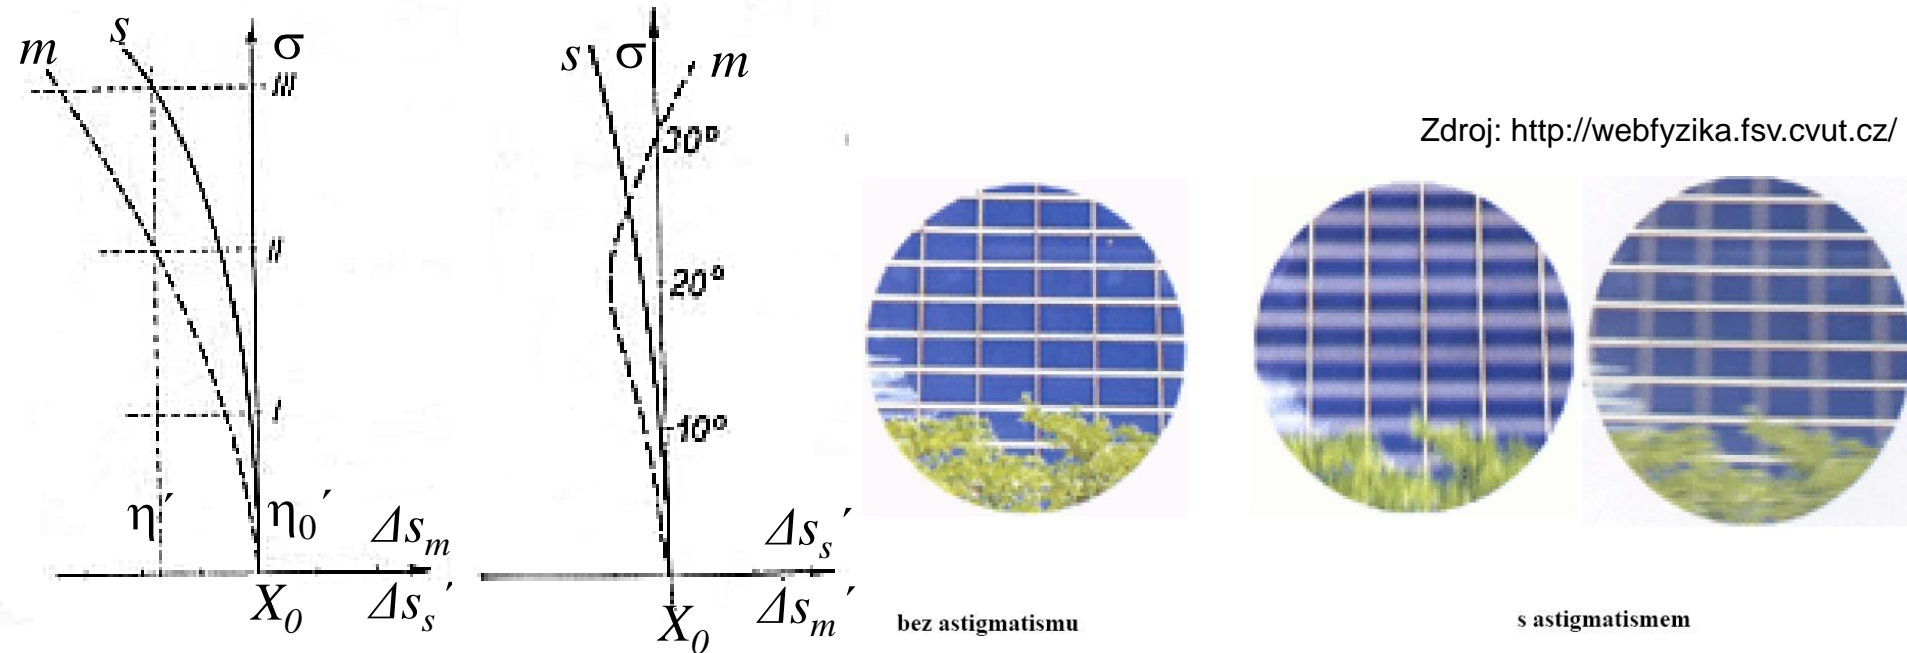 m
s
σ
III
II
I
η´
η₀´
Δsₘ
X₀
Δsₛ´
s
σ
m
30°
20°
10°
Δsₛ´
X₀
Δsₘ´
Zdroj: http://webfyzika.fsv.cvut.cz/
bez astigmatismu
s astigmatismem